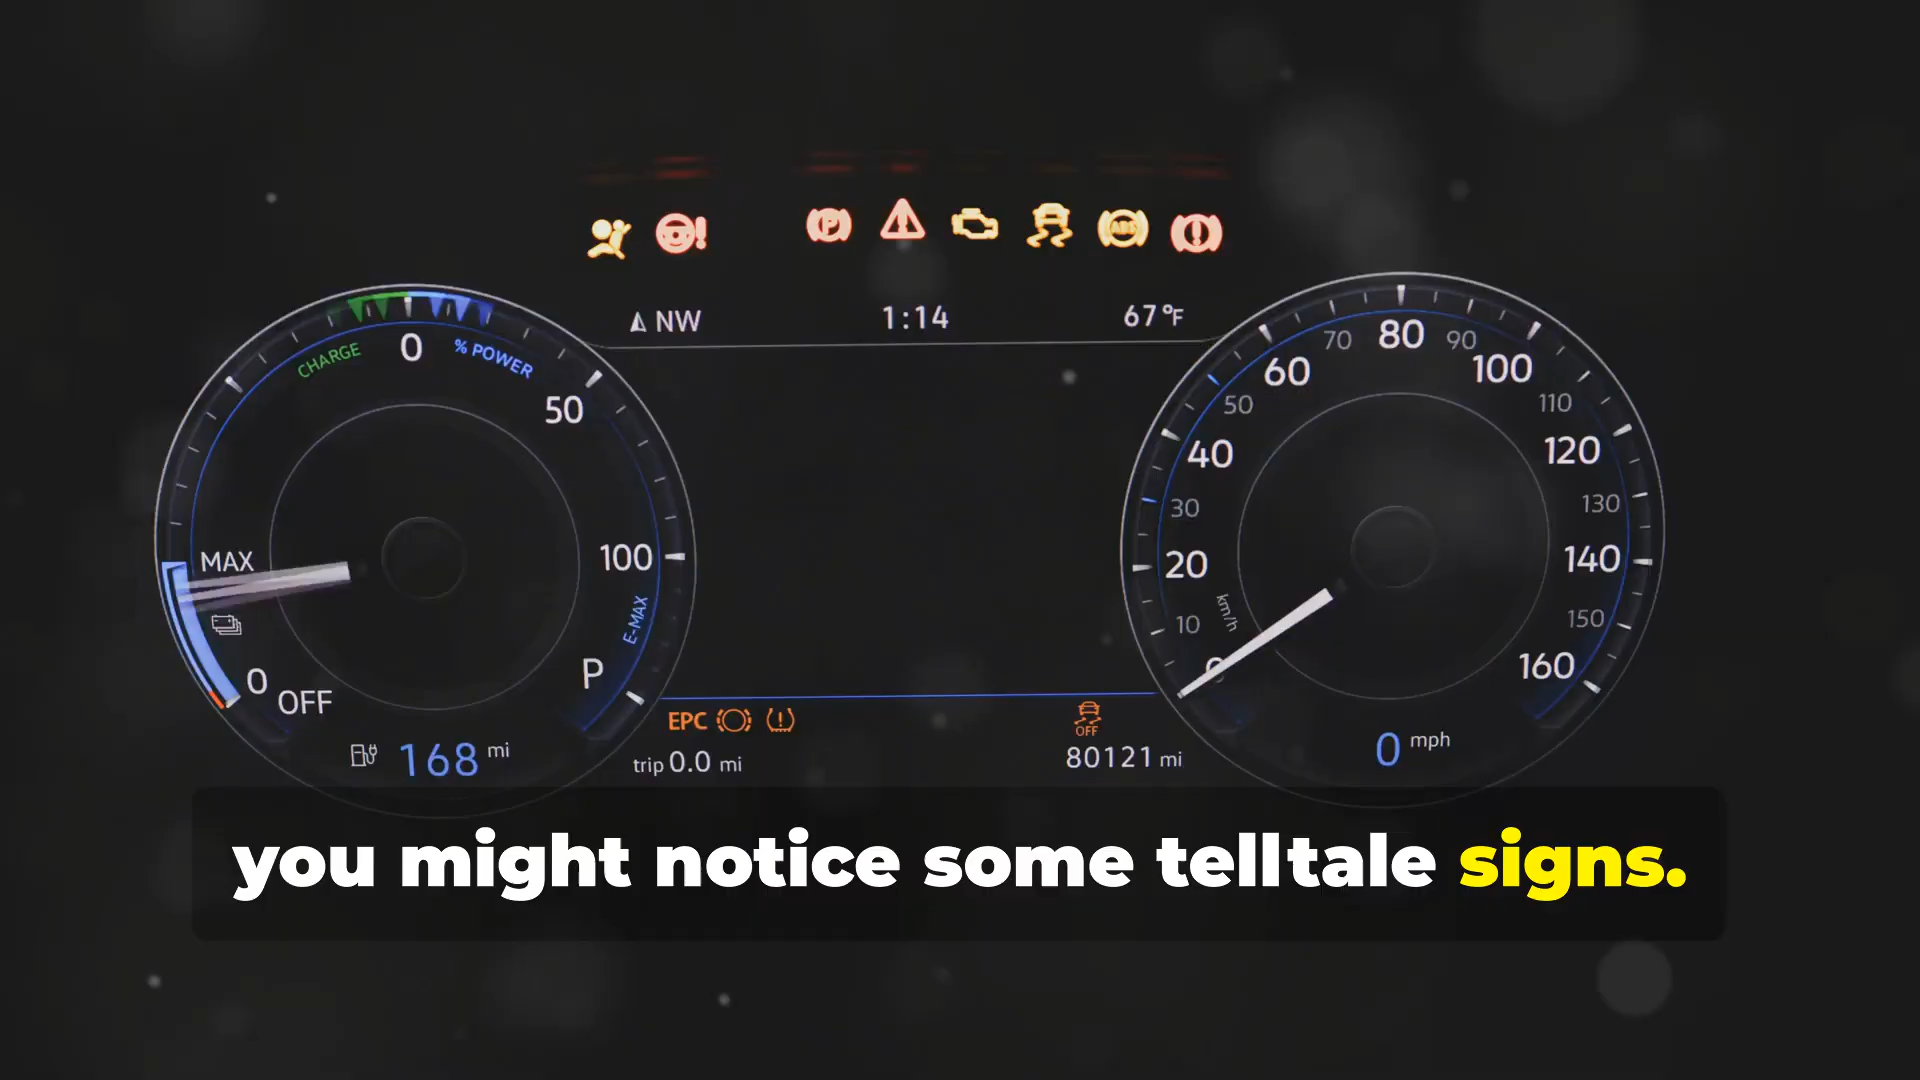 P
ABS
NW 1:14 67°F
CHARGE 0 % POWER
50
100
E-MAX
P
MAX
0
OFF
168 mi
EPC
OFF
trip 0.0 mi
80121 mi
0 10 20 30 40 50 60 70 80 90 100 110 120 130 140 150 160
km/h
0 mph
you might notice some telltale signs.